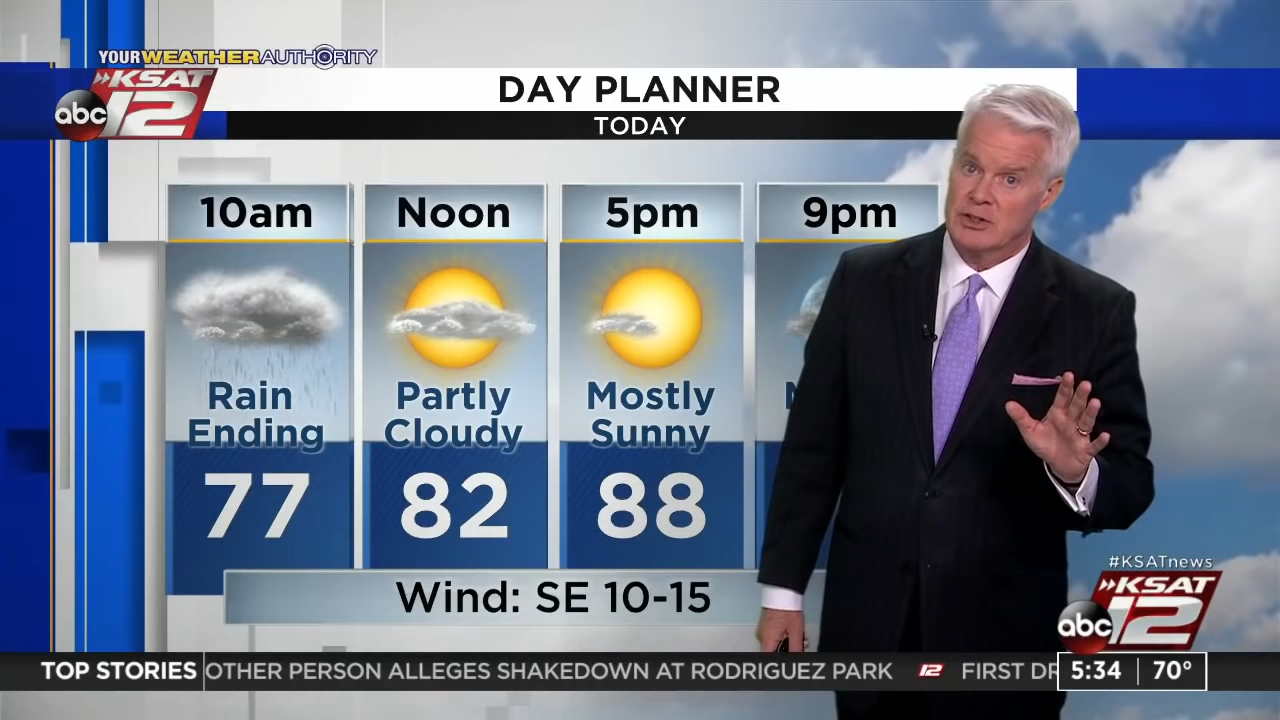 YOUR WEATHER AUTHORITY
KSAT
abc 12
DAY PLANNER
TODAY
10am Noon 5pm 9pm
Rain Ending
Partly Cloudy
Mostly Sunny
77 82 88
Wind: SE 10-15
#KSATnews
KSAT
abc 12
TOP STORIES OTHER PERSON ALLEGES SHAKEDOWN AT RODRIGUEZ PARK 12 FIRST 5:34 70°